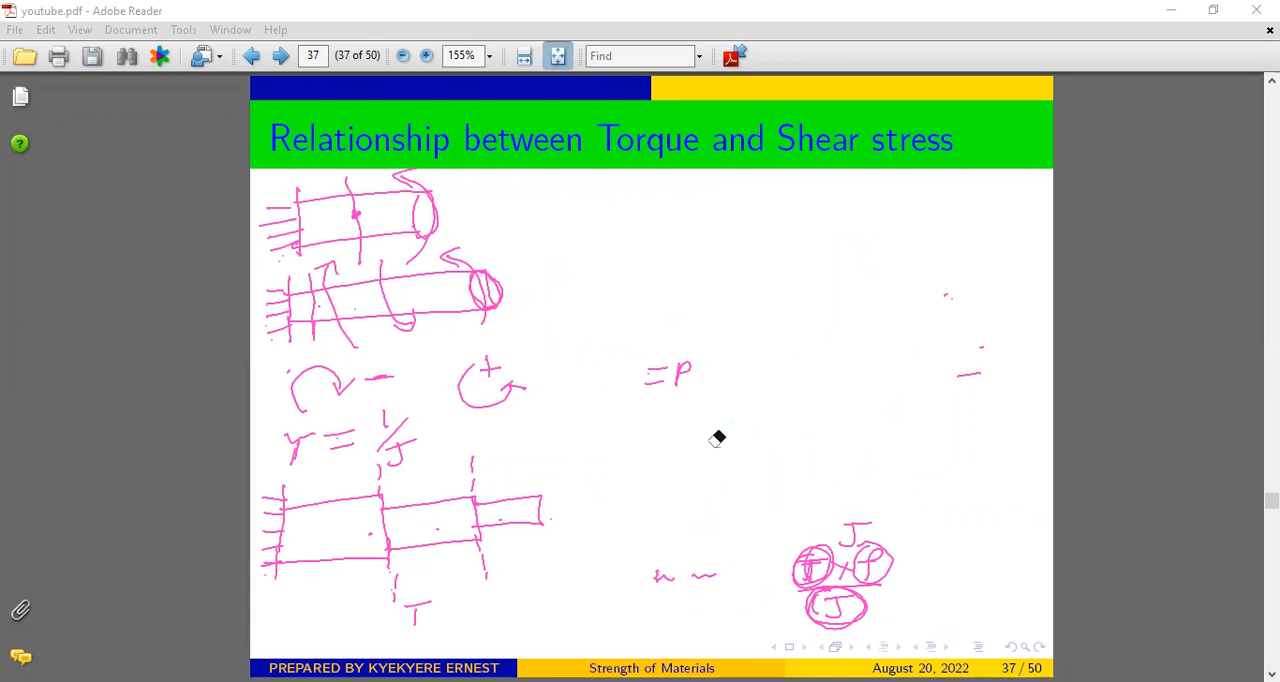 youtube.pdf - Adobe Reader
File Edit View Document Tools Window Help
37 (37 of 50) 155% Find
Relationship between Torque and Shear stress
− +
= P
= 1/J
T
J
T × P
J
PREPARED BY KYEKYERE ERNEST Strength of Materials August 20, 2022 37 / 50